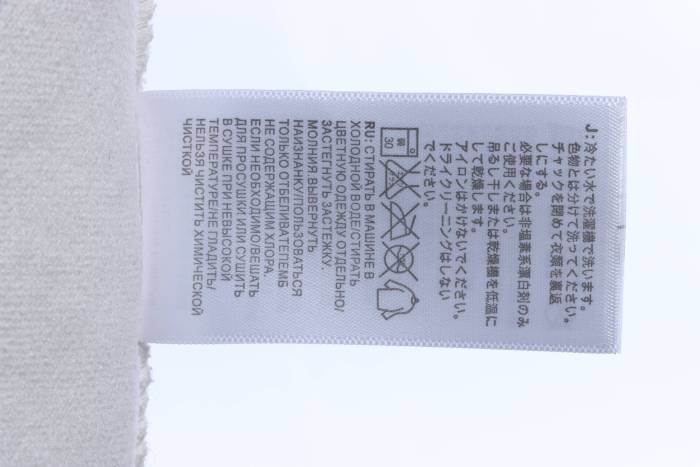 J: 冷たい水で洗濯機で洗います。
色物とは分けて洗ってください。
チャックを閉めて衣類を裏返
しにする。
必要な場合は非塩素系漂白剤のみ
ご使用ください。
吊るし干しまたは乾燥機を低温に
して乾燥します。
アイロンはかけないでください。
ドライクリーニングはしない
でください。
30
RU: СТИРАТЬ В МАШИНЕ В
ХОЛОДНОЙ ВОДЕ/СТИРАТЬ
ЦВЕТНУЮ ОДЕЖДУ ОТДЕЛЬНО/
ЗАСТЕГНУТЬ ЗАСТЕЖКУ.
МОЛНИЯ.ВЫВЕРНУТЬ
НАИЗНАНКУ/ПОЛЬЗОВАТЬСЯ
ТОЛЬКО ОТБЕЛИВАТЕПЕМБ
НЕ СОДЕРЖАЩИМ ХЛОРА.
ЕСЛИ НЕОБХОДИМО/ВЕШАТЬ
ДЛЯ ПРОСУШКИ ИЛИ СУШИТЬ
В СУШКЕ ПРИ НЕВЫСОКОЙ
ТЕМПЕРАТУРЕ/НЕ ГЛАДИТЬ/
НЕЛЬЗЯ ЧИСТИТЬ ХИМИЧЕСКОЙ
ЧИСТКОЙ